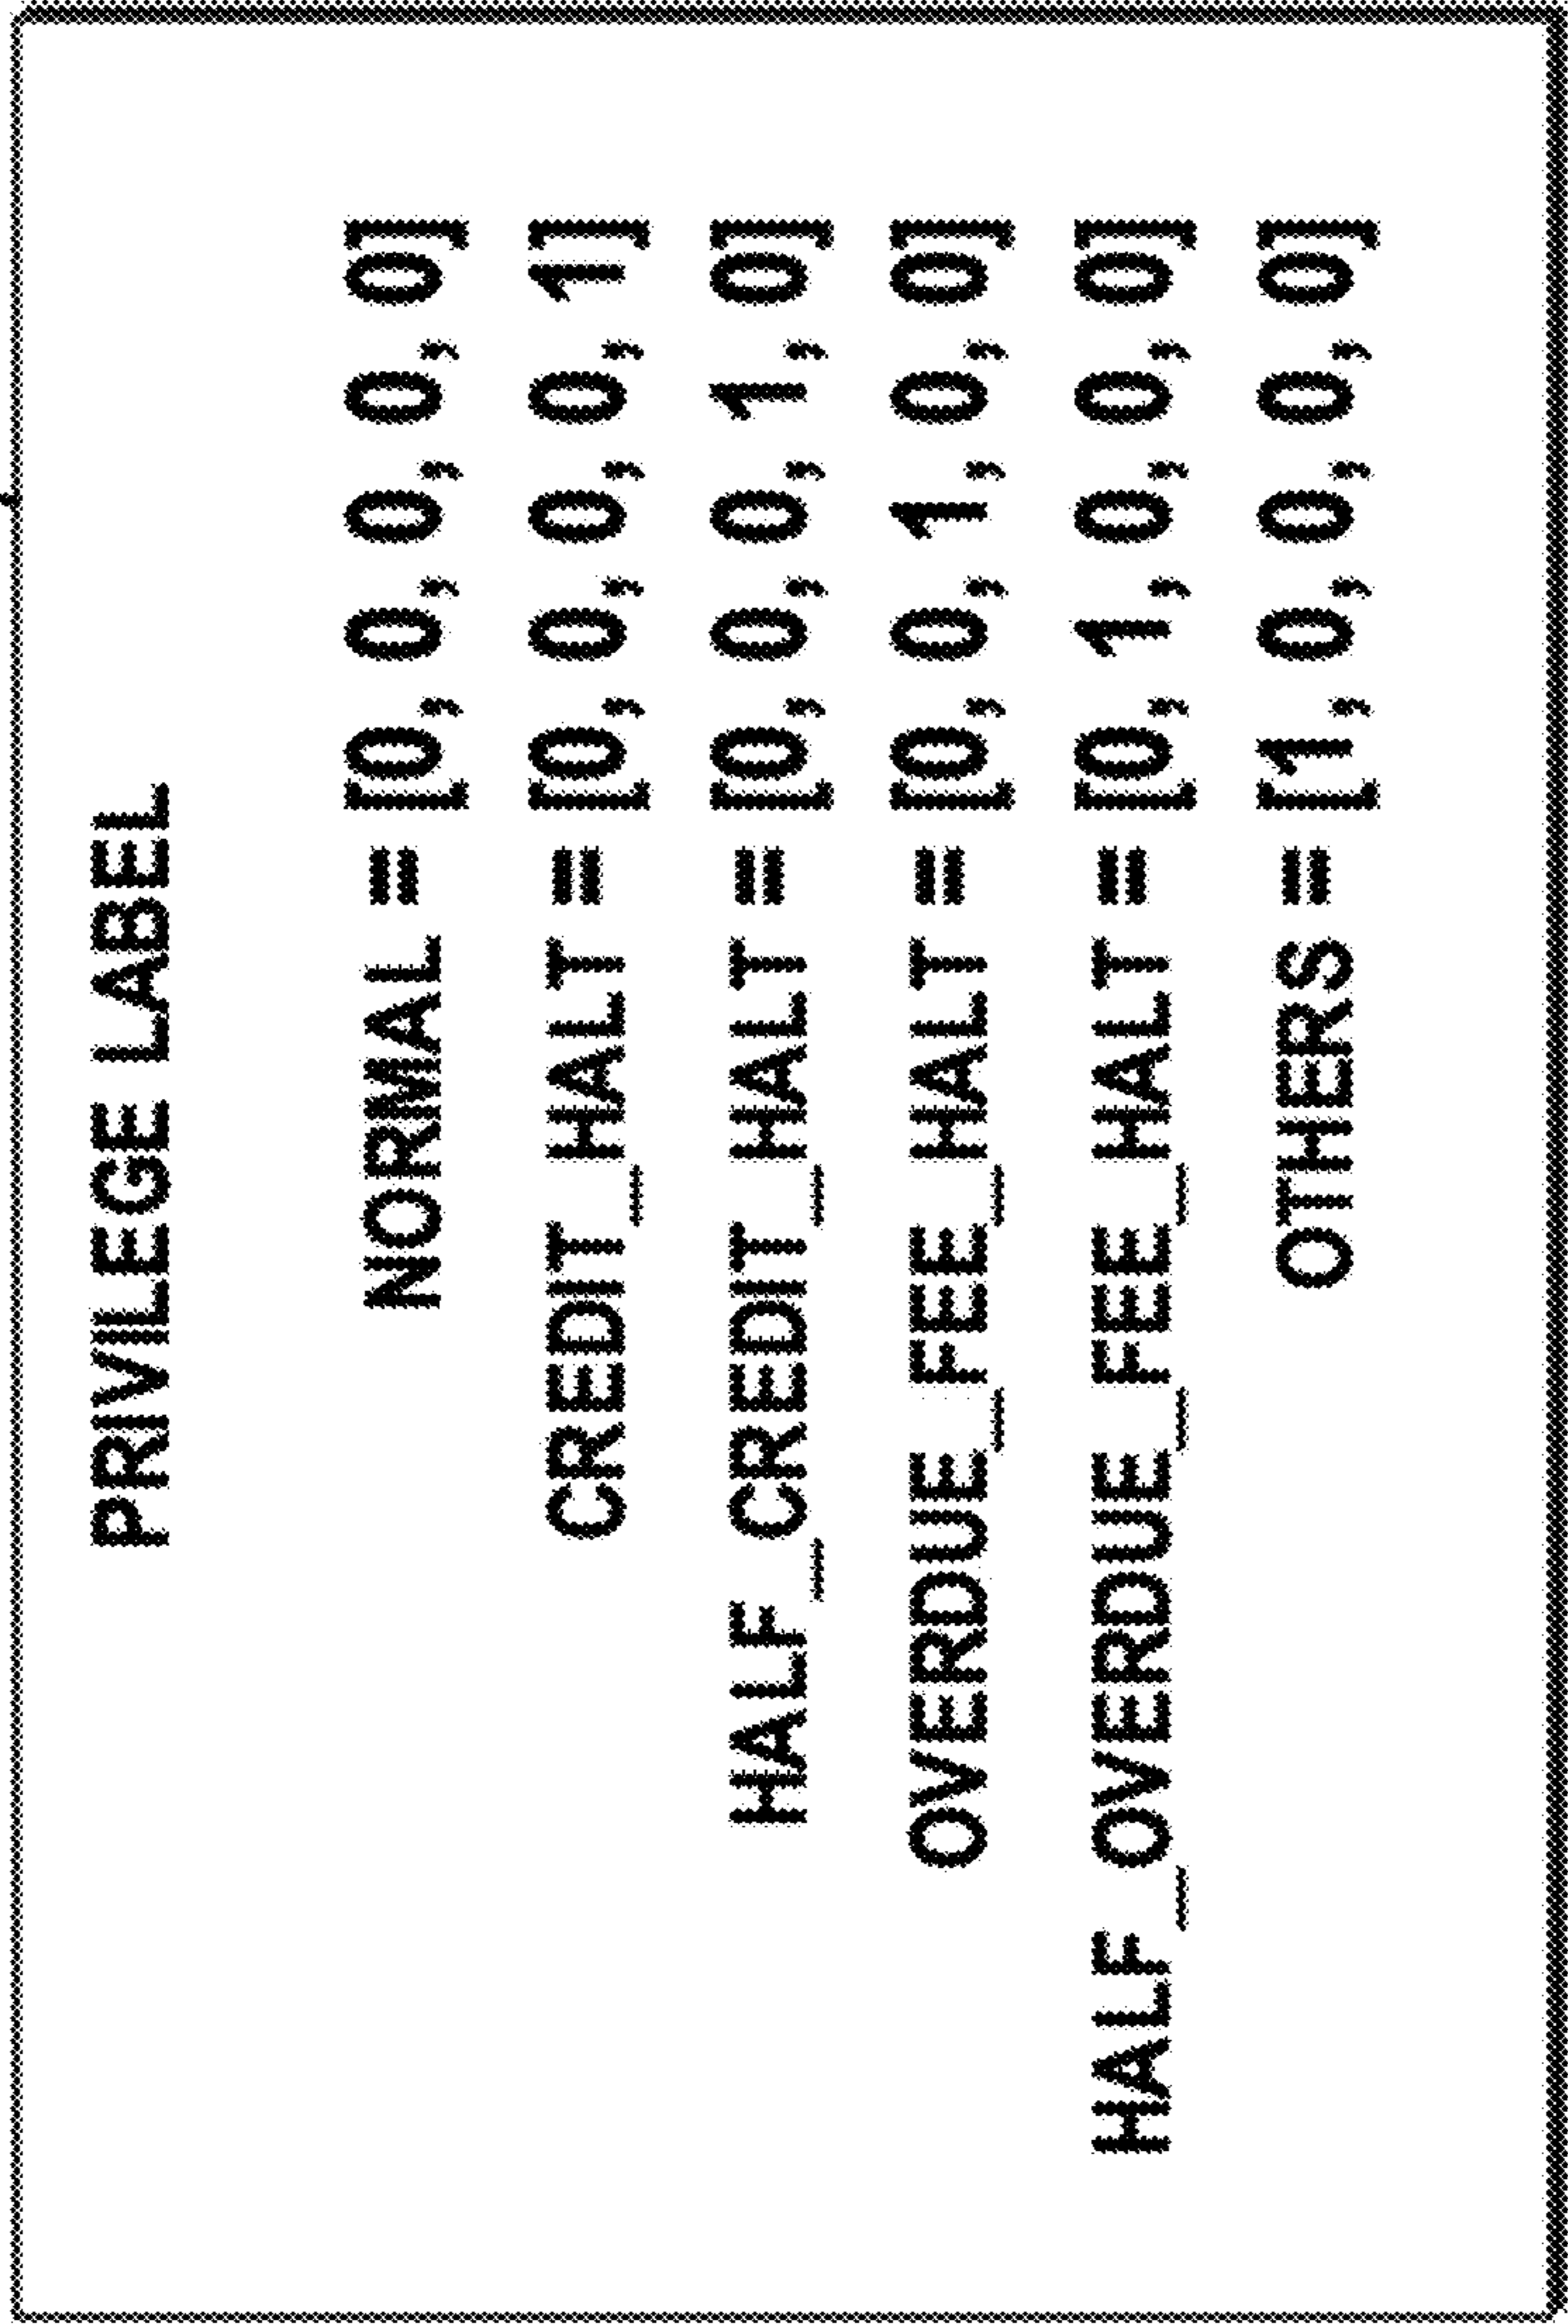 PRIVILEGE LABEL
NORMAL = [0, 0, 0, 0, 0]
CREDIT_HALT = [0, 0, 0, 0, 1]
HALF_CREDIT_HALT = [0, 0, 0, 1, 0]
OVERDUE_FEE_HALT = [0, 0, 1, 0, 0]
HALF_OVERDUE_FEE_HALT = [0, 1, 0, 0, 0]
OTHERS = [1, 0, 0, 0, 0]